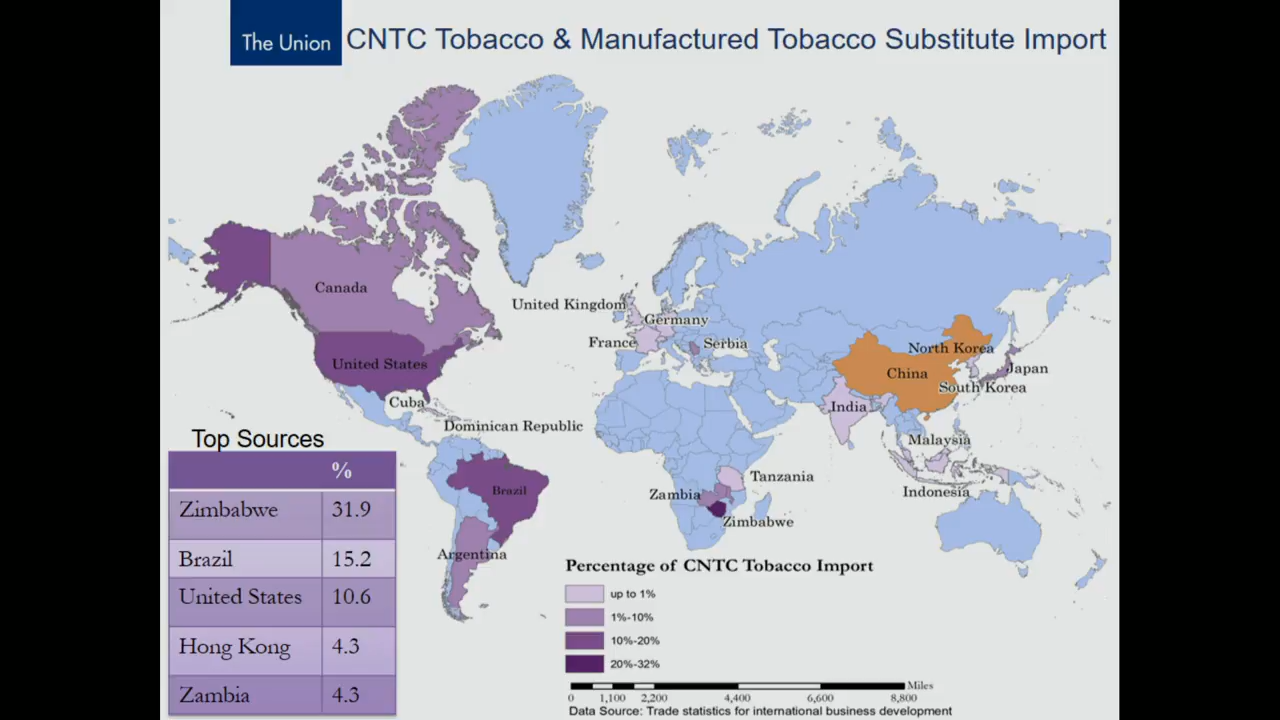 The Union
CNTC Tobacco & Manufactured Tobacco Substitute Import
Canada
United States
Cuba
Dominican Republic
Brazil
Argentina
United Kingdom
Germany
France
Serbia
North Korea
China
Japan
South Korea
India
Malaysia
Indonesia
Tanzania
Zambia
Zimbabwe
Top Sources
%
Zimbabwe 31.9
Brazil 15.2
United States 10.6
Hong Kong 4.3
Zambia 4.3
Percentage of CNTC Tobacco Import
up to 1%
1%-10%
10%-20%
20%-32%
Miles
0 1,100 2,200 4,400 6,600 8,800
Data Source: Trade statistics for international business development